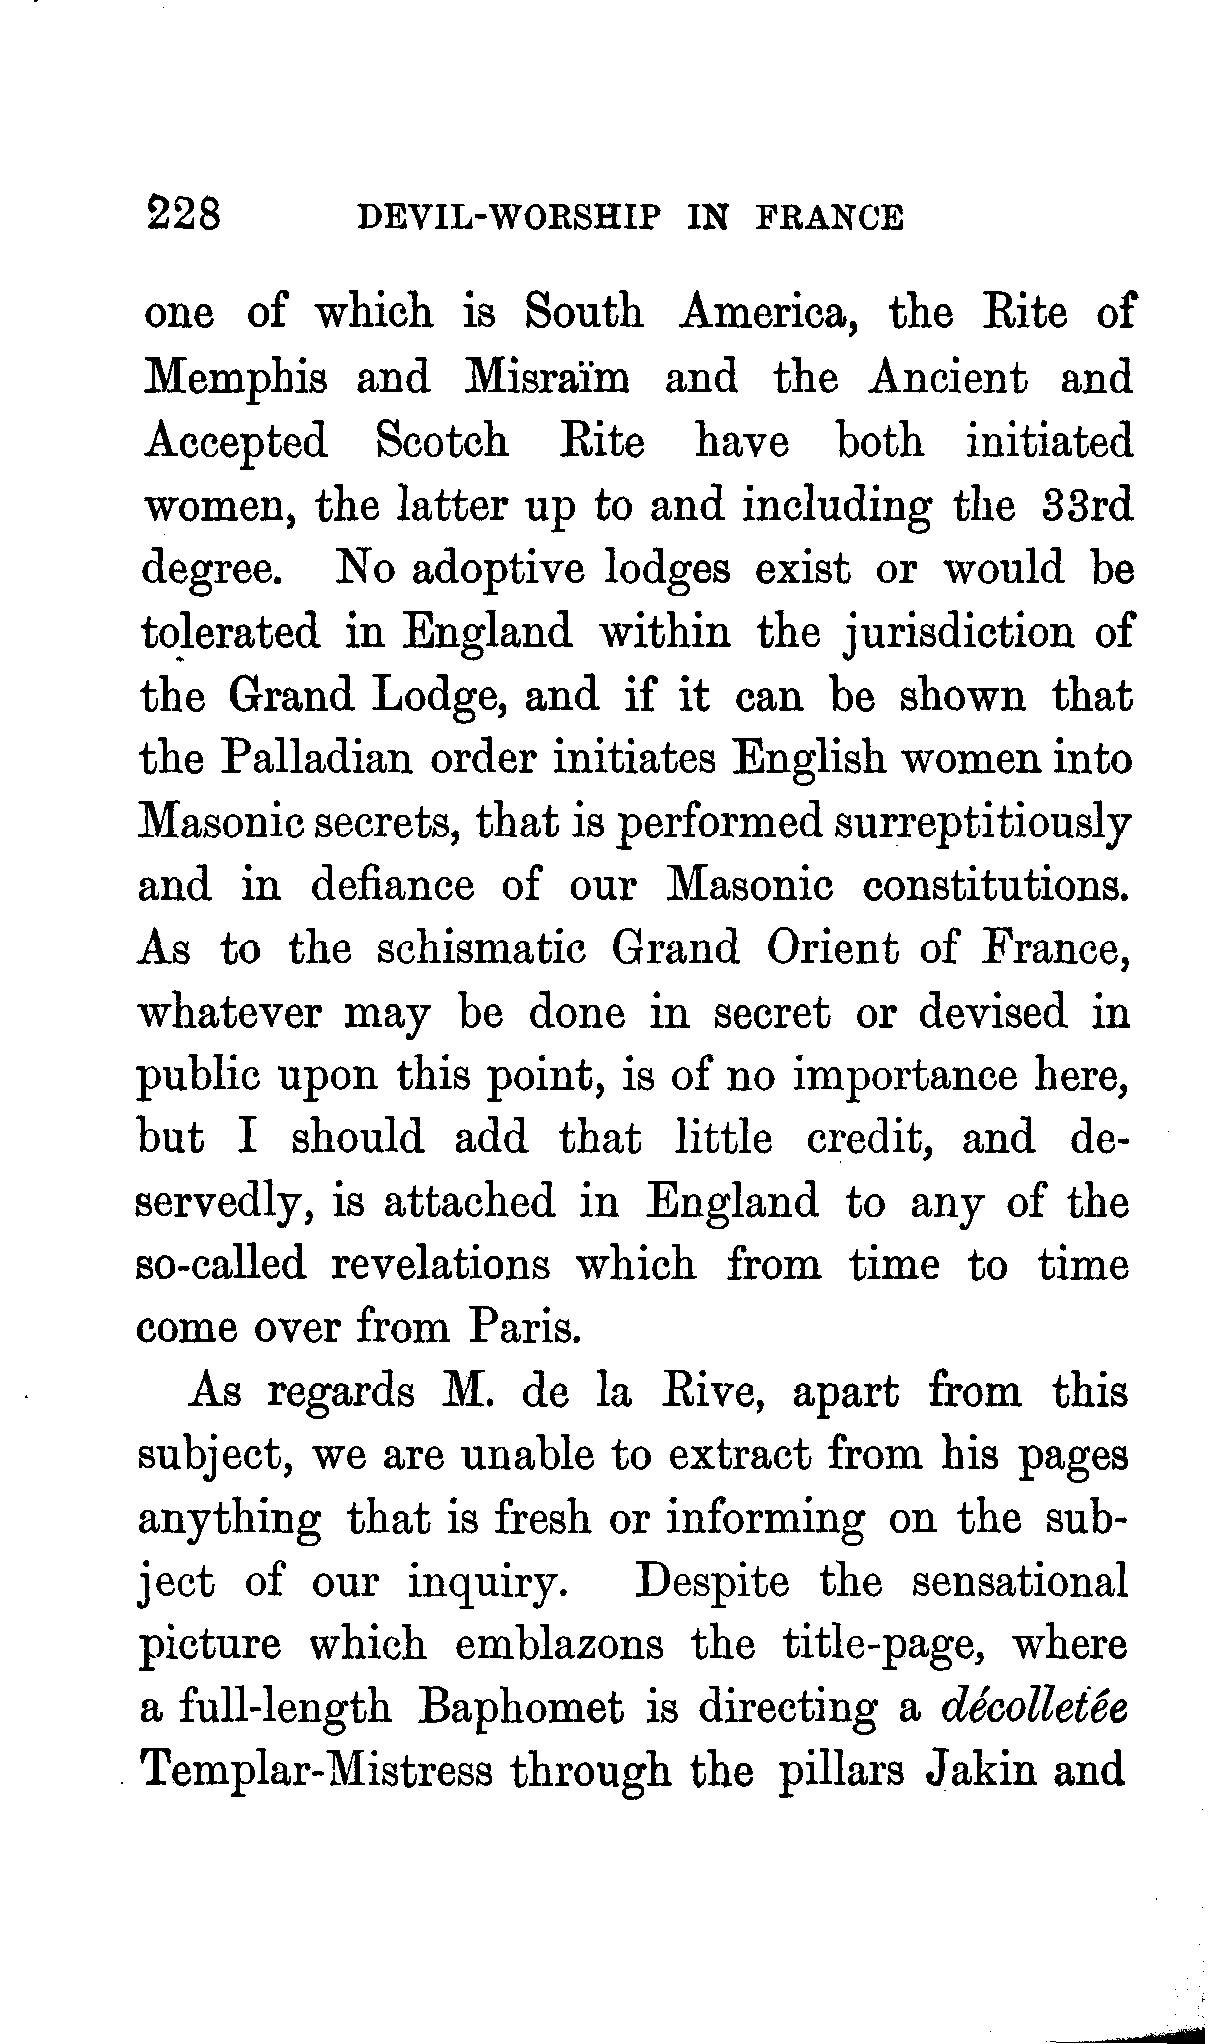 228 DEVIL-WORSHIP IN FRANCE
one of which is South America, the Rite of
Memphis and Misraïm and the Ancient and
Accepted Scotch Rite have both initiated
women, the latter up to and including the 33rd
degree. No adoptive lodges exist or would be
tolerated in England within the jurisdiction of
the Grand Lodge, and if it can be shown that
the Palladian order initiates English women into
Masonic secrets, that is performed surreptitiously
and in defiance of our Masonic constitutions.
As to the schismatic Grand Orient of France,
whatever may be done in secret or devised in
public upon this point, is of no importance here,
but I should add that little credit, and de-
servedly, is attached in England to any of the
so-called revelations which from time to time
come over from Paris.
As regards M. de la Rive, apart from this
subject, we are unable to extract from his pages
anything that is fresh or informing on the sub-
ject of our inquiry. Despite the sensational
picture which emblazons the title-page, where
a full-length Baphomet is directing a décolletée
Templar-Mistress through the pillars Jakin and